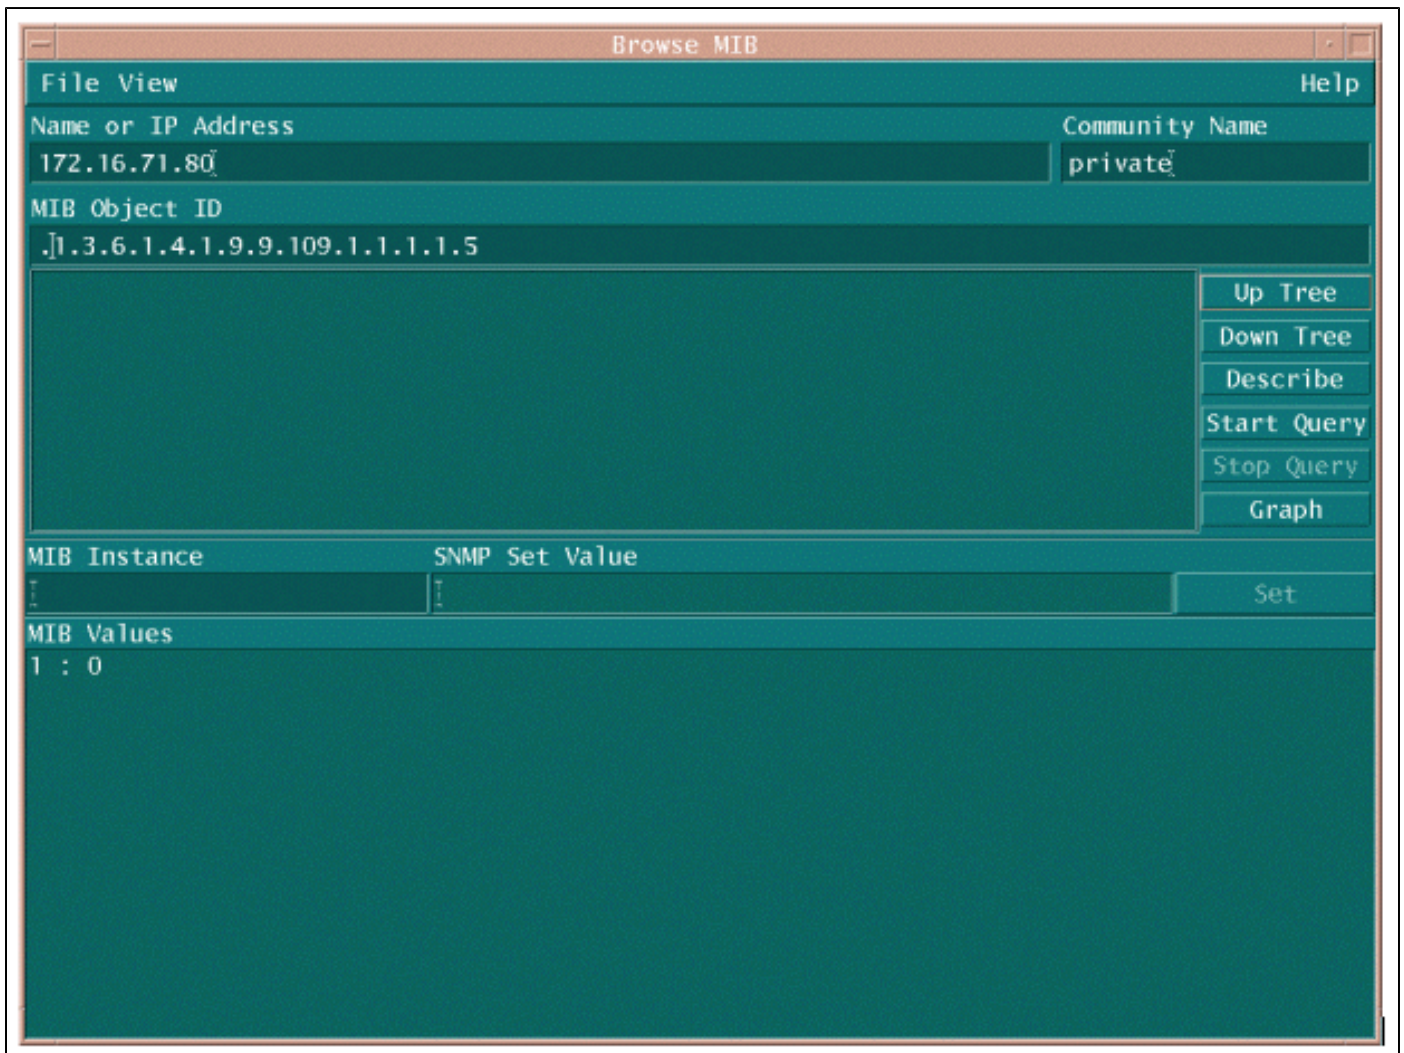 Browse MIB
File View Help
Name or IP Address Community Name
172.16.71.80 private
MIB Object ID
.1.3.6.1.4.1.9.9.109.1.1.1.1.5
Up Tree
Down Tree
Describe
Start Query
Stop Query
Graph
MIB Instance SNMP Set Value
Set
MIB Values
1 : 0